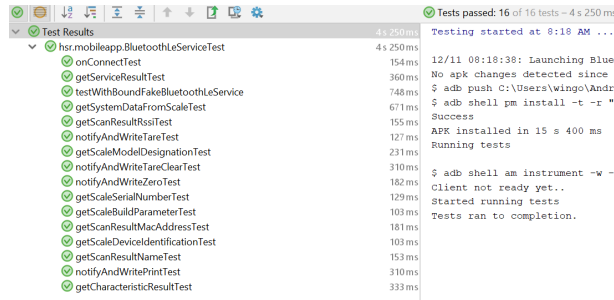 Tests passed: 16 of 16 tests – 4 s 250 ms
Test Results 4 s 250 ms
hsr.mobileapp.BluetoothLeServiceTest 4 s 250 ms
onConnectTest 154 ms
getServiceResultTest 360 ms
testWithBoundFakeBluetoothLeService 748 ms
getSystemDataFromScaleTest 671 ms
getScanResultRssiTest 155 ms
notifyAndWriteTareTest 127 ms
getScaleModelDesignationTest 231 ms
notifyAndWriteTareClearTest 310 ms
notifyAndWriteZeroTest 182 ms
getScaleSerialNumberTest 129 ms
getScaleBuildParameterTest 103 ms
getScanResultMacAddressTest 181 ms
getScaleDeviceIdentificationTest 103 ms
getScanResultNameTest 153 ms
notifyAndWritePrintTest 310 ms
getCharacteristicResultTest 333 ms
Testing started at 8:18 AM ...
12/11 08:18:38: Launching Blue
No apk changes detected since
$ adb push C:\Users\wingo\Andr
$ adb shell pm install -t -r "
Success
APK installed in 15 s 400 ms
Running tests
$ adb shell am instrument -w -
Client not ready yet..
Started running tests
Tests ran to completion.